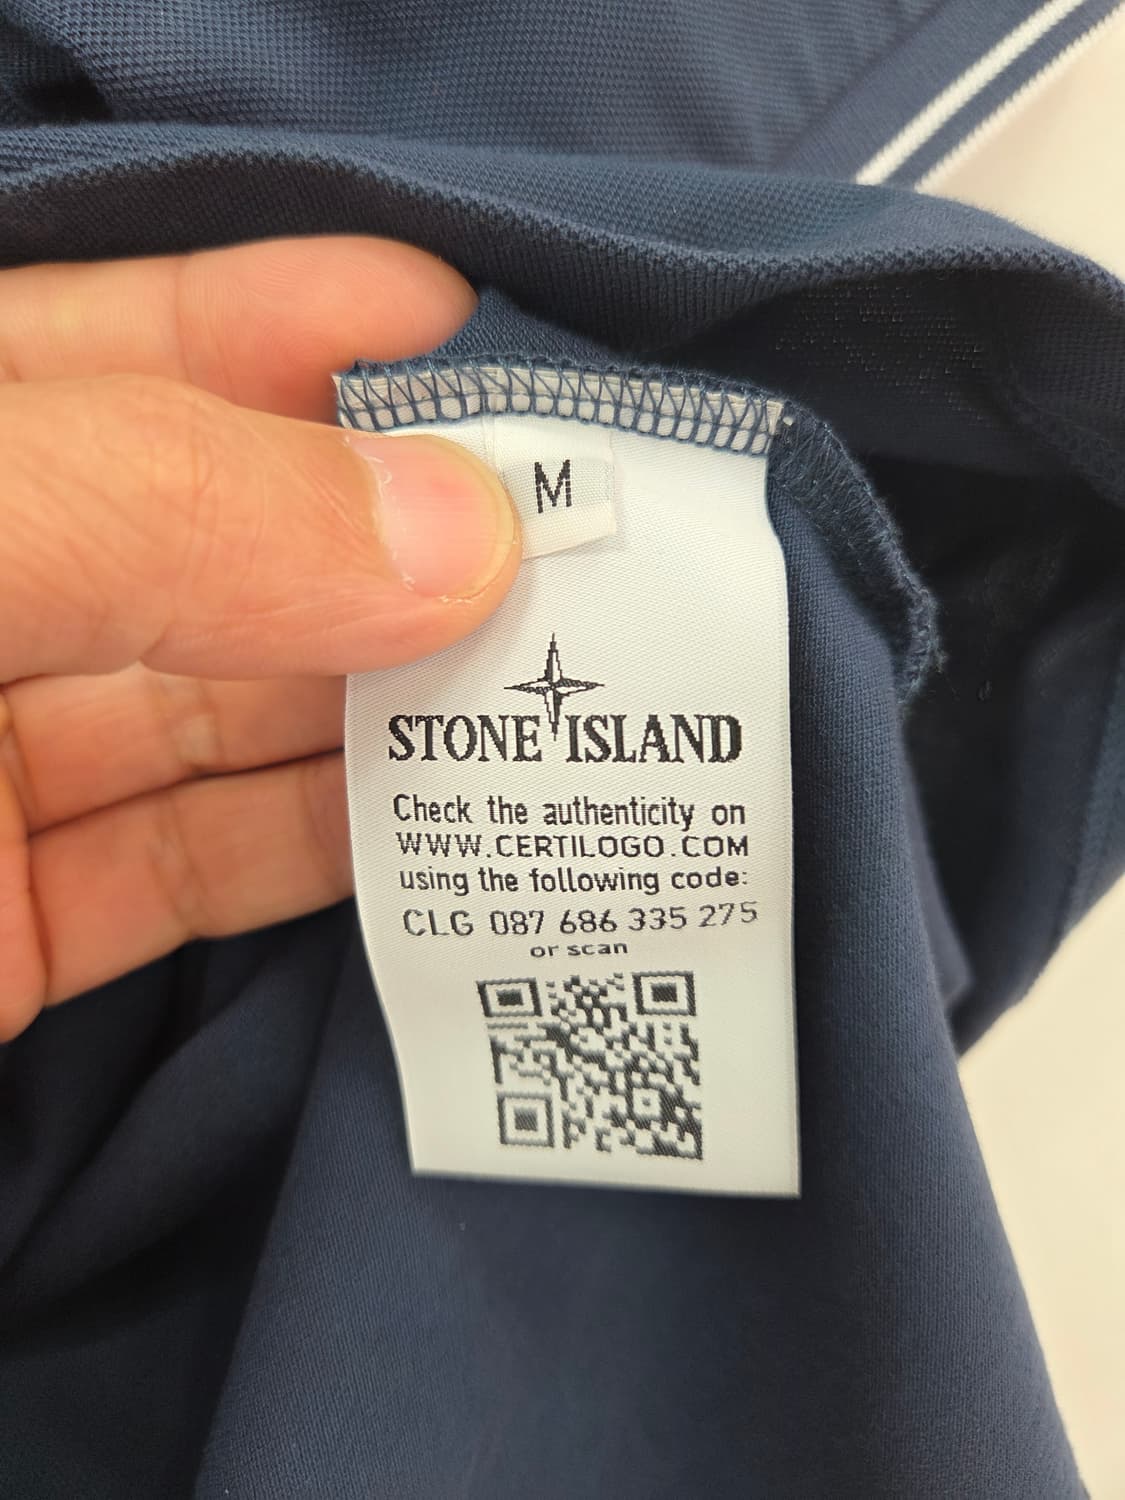 M
STONE ISLAND
Check the authenticity on
WWW.CERTILOGO.COM
using the following code:
CLG 087 686 335 275
or scan